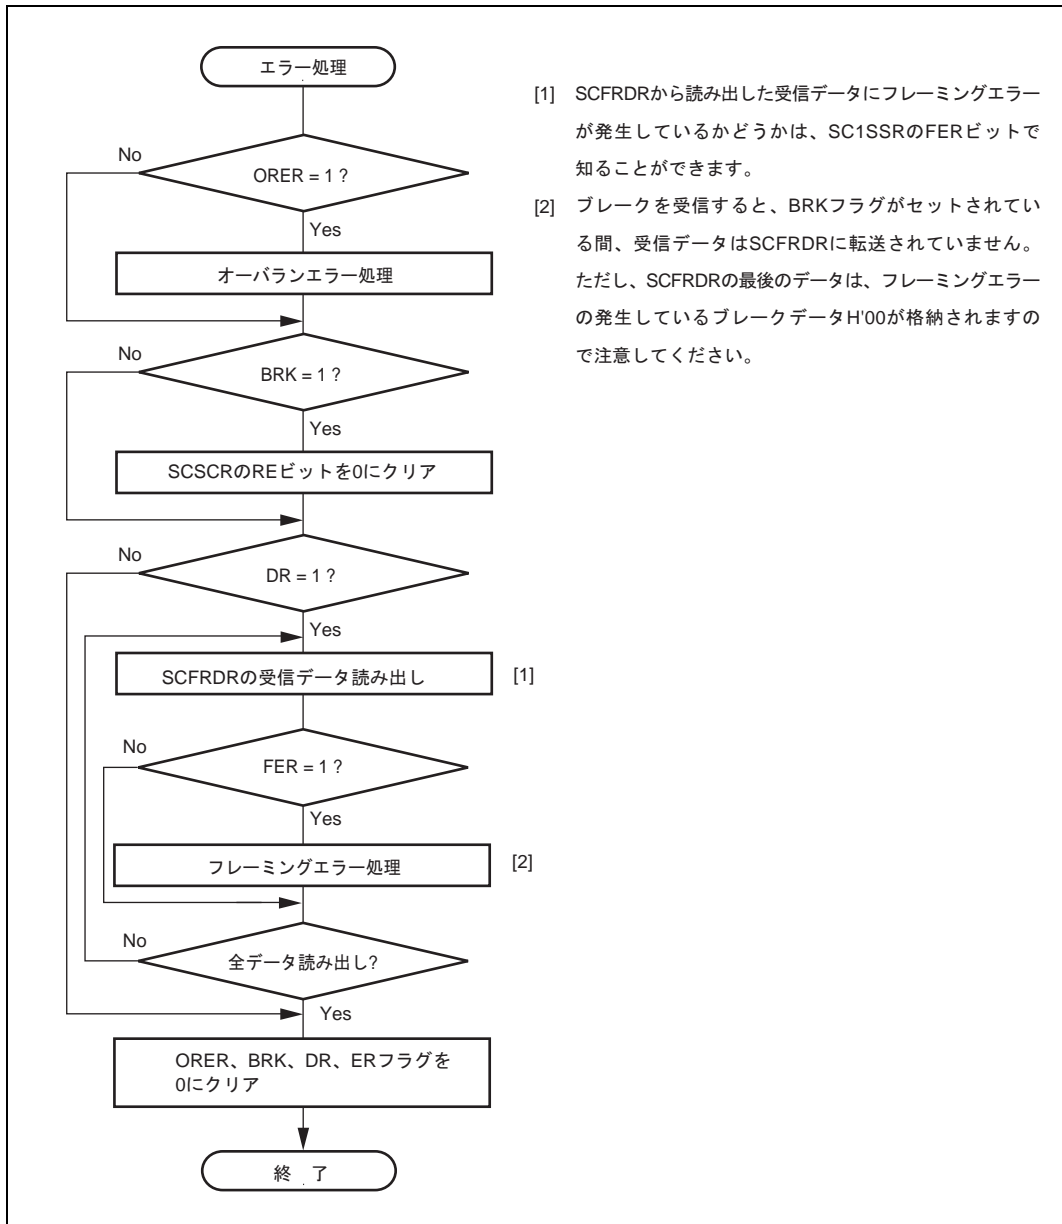 エラー処理
No
ORER = 1 ?
Yes
オーバランエラー処理
No
BRK = 1 ?
Yes
SCSCRのREビットを0にクリア
No
DR = 1 ?
Yes
SCFRDRの受信データ読み出し
[1]
No
FER = 1 ?
Yes
フレーミングエラー処理
[2]
No
全データ読み出し?
Yes
ORER、BRK、DR、ERフラグを
0にクリア
終 了
[1] SCFRDRから読み出した受信データにフレーミングエラー
が発生しているかどうかは、SC1SSRのFERビットで
知ることができます。
[2] ブレークを受信すると、BRKフラグがセットされてい
る間、受信データはSCFRDRに転送されていません。
ただし、SCFRDRの最後のデータは、フレーミングエラー
の発生しているブレークデータH'00が格納されますの
で注意してください。